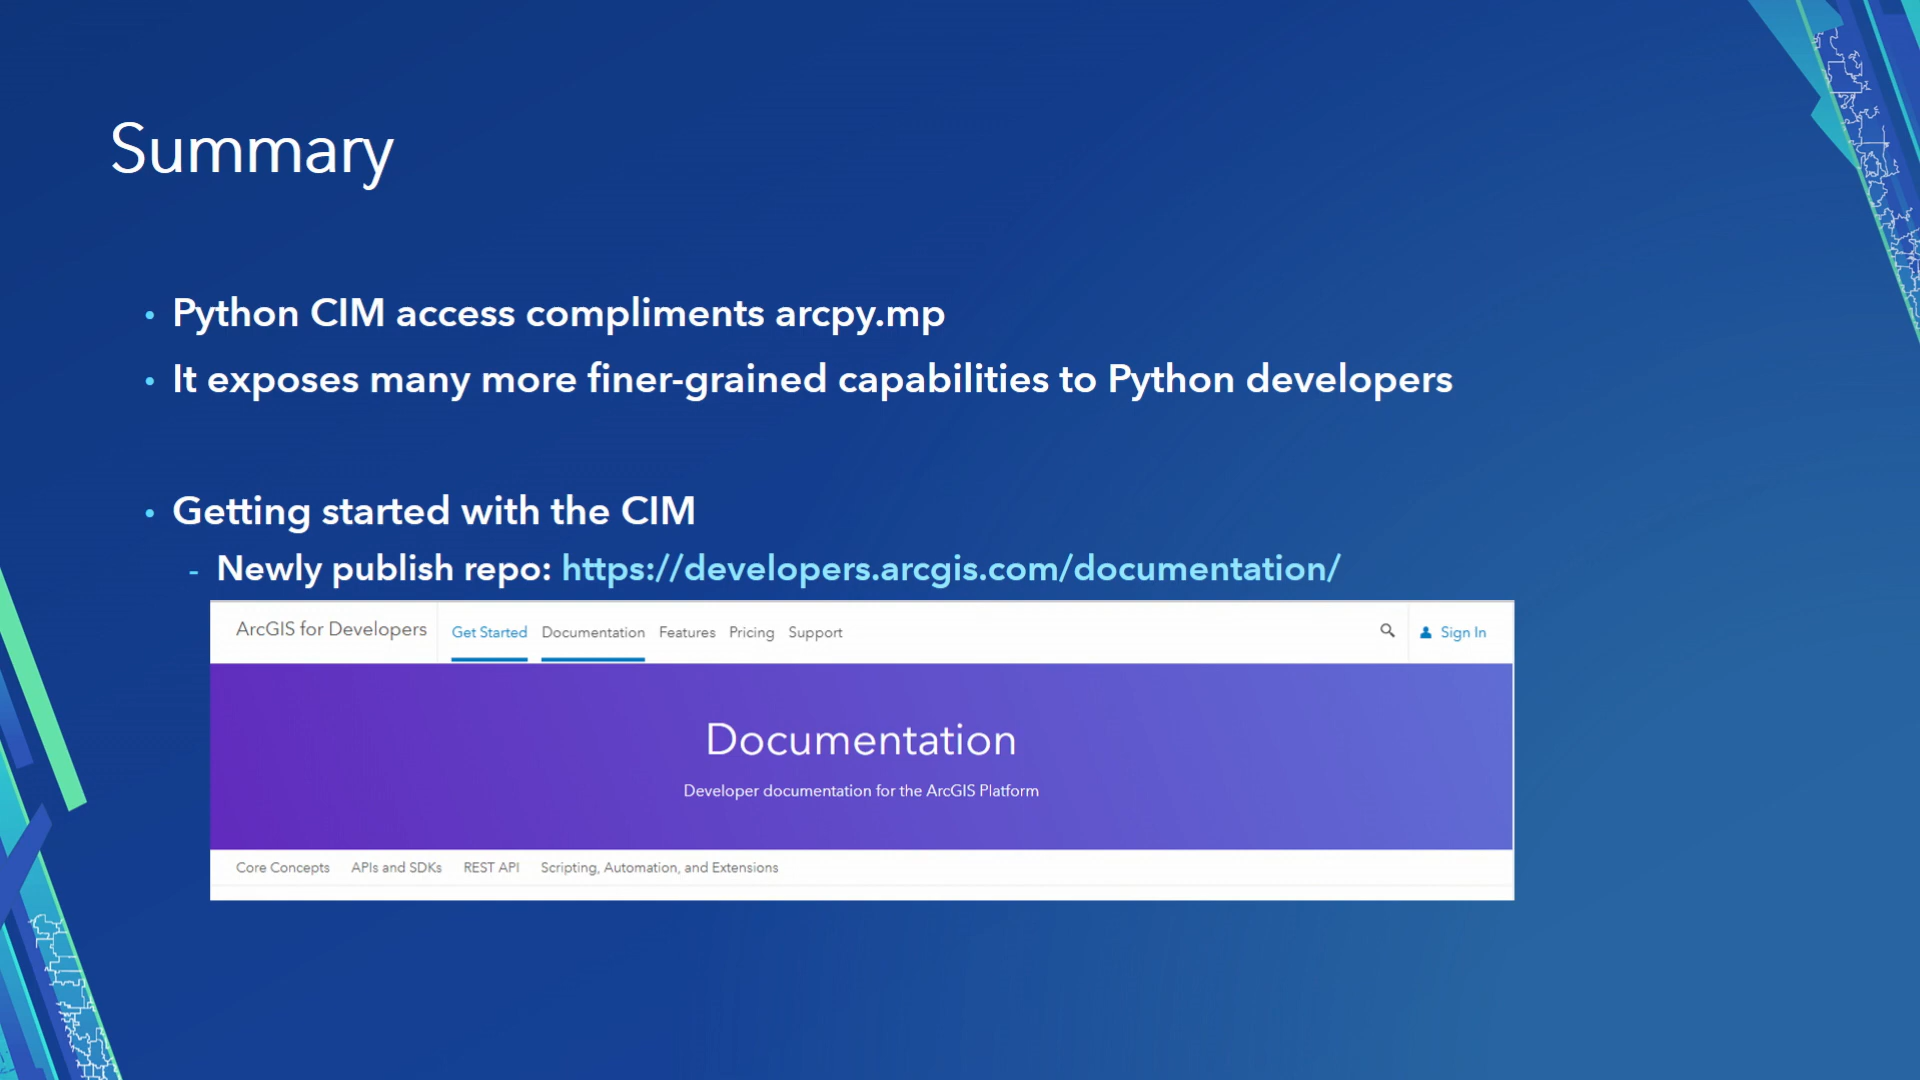 Summary
• Python CIM access compliments arcpy.mp
• It exposes many more finer-grained capabilities to Python developers
• Getting started with the CIM
- Newly publish repo: https://developers.arcgis.com/documentation/
ArcGIS for Developers Get Started Documentation Features Pricing Support Sign In
Documentation
Developer documentation for the ArcGIS Platform
Core Concepts APIs and SDKs REST API Scripting, Automation, and Extensions